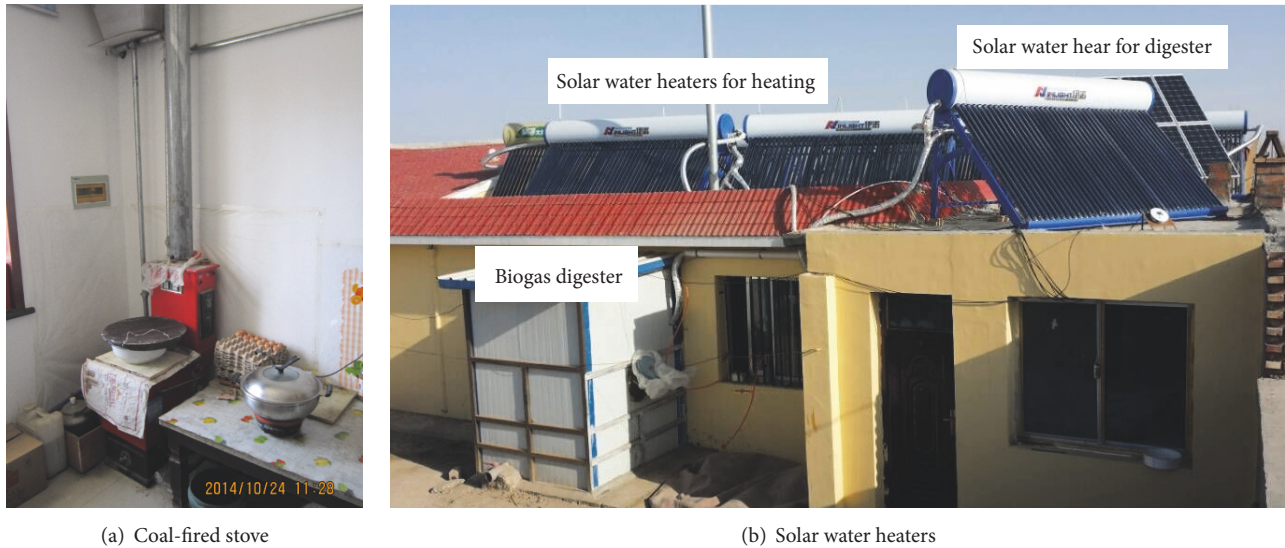 2014/10/24 11:28
(a) Coal-fired stove
Solar water heaters for heating
Solar water hear for digester
Biogas digester
(b) Solar water heaters